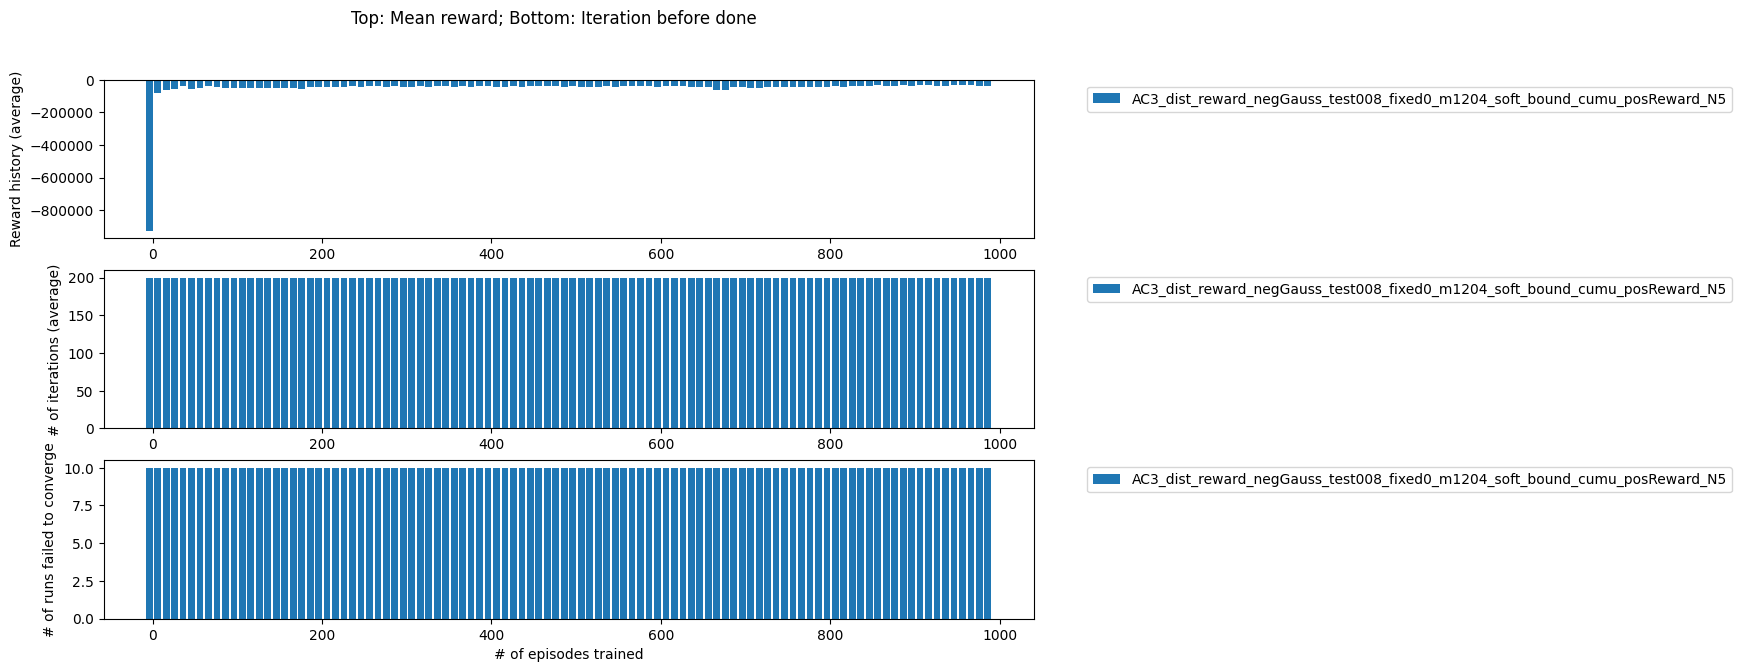 Top: Mean reward; Bottom: Iteration before done
Reward history (average)
0
−200000
−400000
−600000
−800000
0 200 400 600 800 1000
AC3_dist_reward_negGauss_test008_fixed0_m1204_soft_bound_cumu_posReward_N5
# of iterations (average)
200
150
100
50
0
0 200 400 600 800 1000
AC3_dist_reward_negGauss_test008_fixed0_m1204_soft_bound_cumu_posReward_N5
# of runs failed to converge
10.0
7.5
5.0
2.5
0.0
0 200 400 600 800 1000
# of episodes trained
AC3_dist_reward_negGauss_test008_fixed0_m1204_soft_bound_cumu_posReward_N5